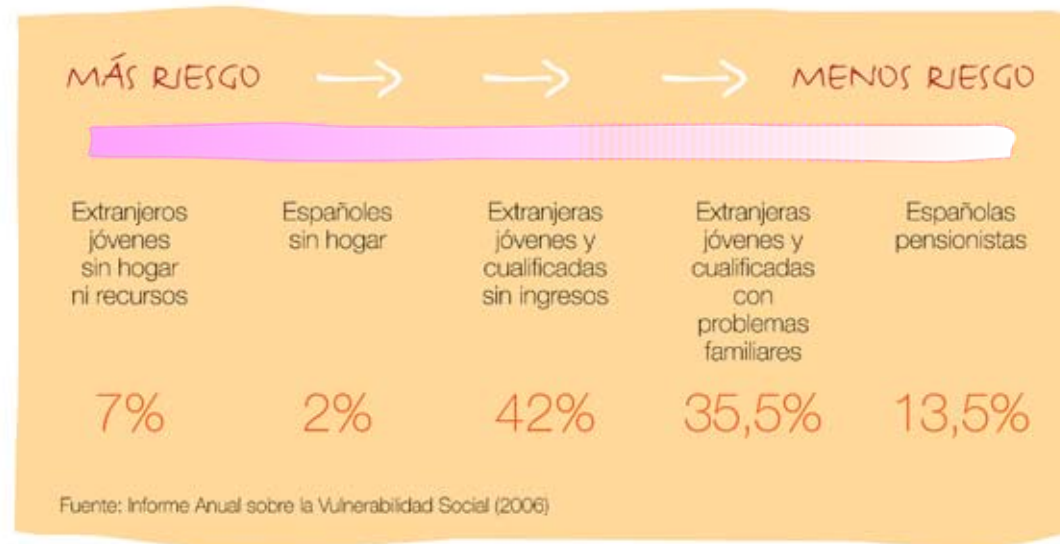 MÁS RIESGO
MENOS RIESGO
Extranjeros
jóvenes
sin hogar
ni recursos
Españoles
sin hogar
Extranjeras
jóvenes y
cualificadas
sin ingresos
Extranjeras
jóvenes y
cualificadas
con
problemas
familiares
Españolas
pensionistas
7%
2%
42%
35,5%
13,5%
Fuente: Informe Anual sobre la Vulnerabilidad Social (2006)